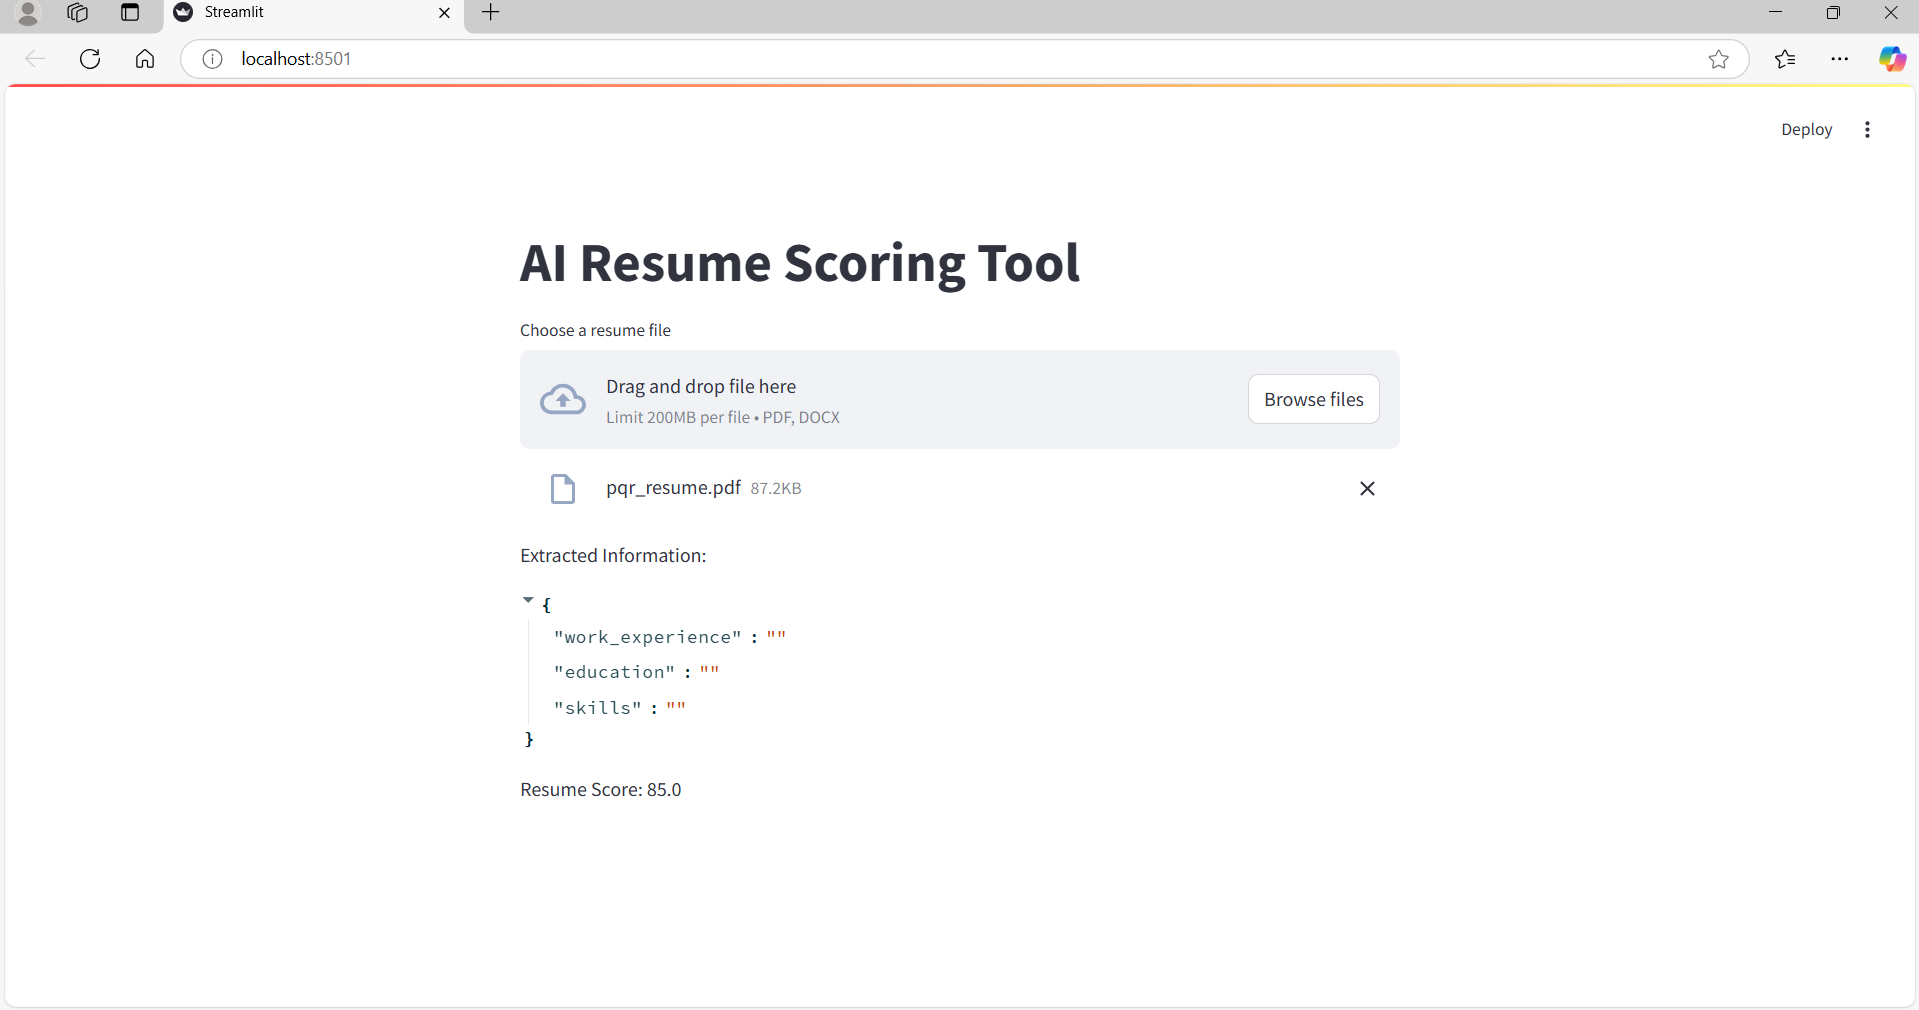 Streamlit
localhost:8501
Deploy
AI Resume Scoring Tool
Choose a resume file
Drag and drop file here
Limit 200MB per file • PDF, DOCX
Browse files
pqr_resume.pdf 87.2KB
Extracted Information:
{
"work_experience" : ""
"education" : ""
"skills" : ""
}
Resume Score: 85.0